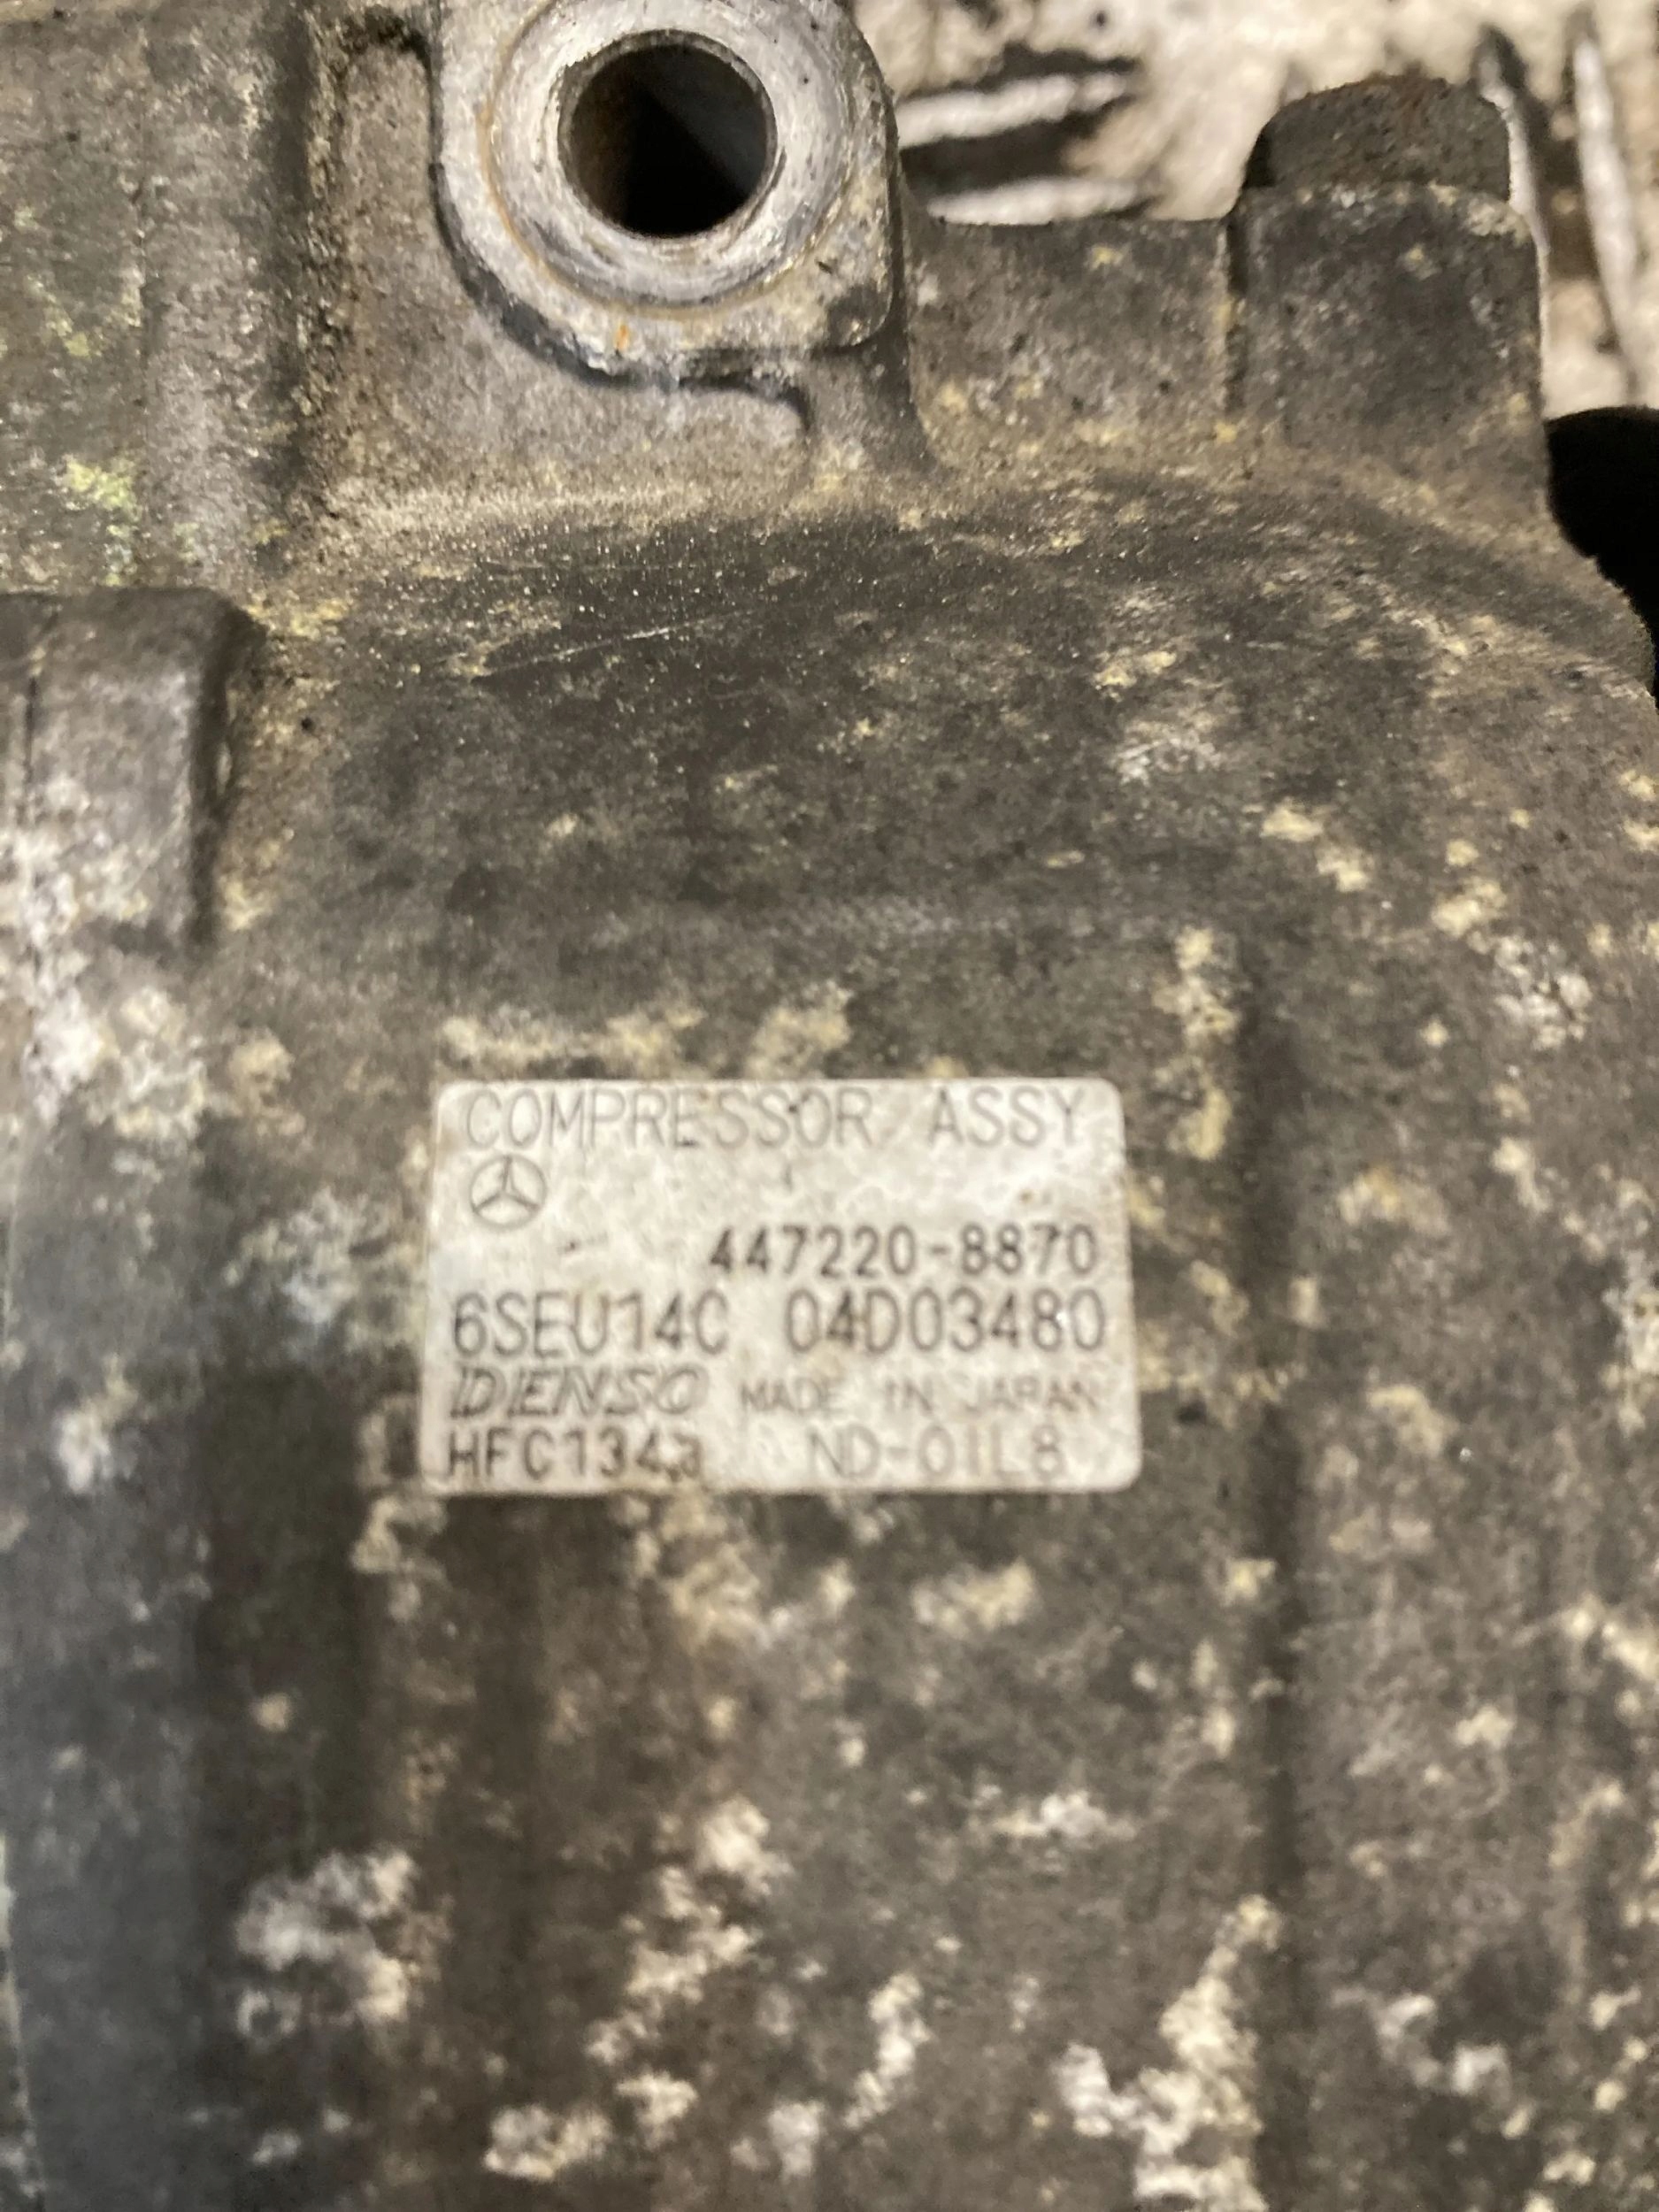 COMPRESSOR ASSY
447220-8870
6SEU14C 04D03480
DENSO MADE IN JAPAN
HFC134a ND-OIL8